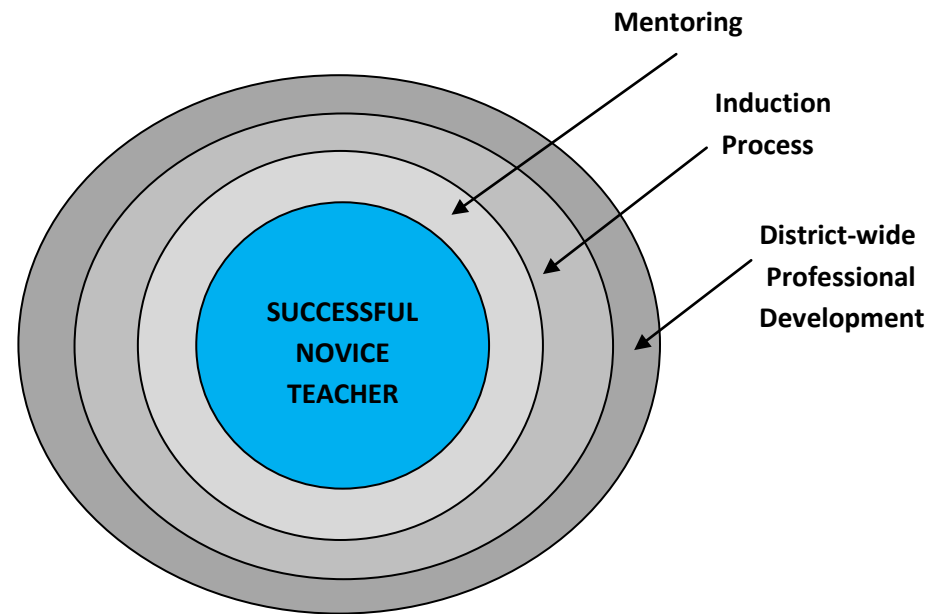 Mentoring
Induction
Process
District-wide
Professional
Development
SUCCESSFUL
NOVICE
TEACHER